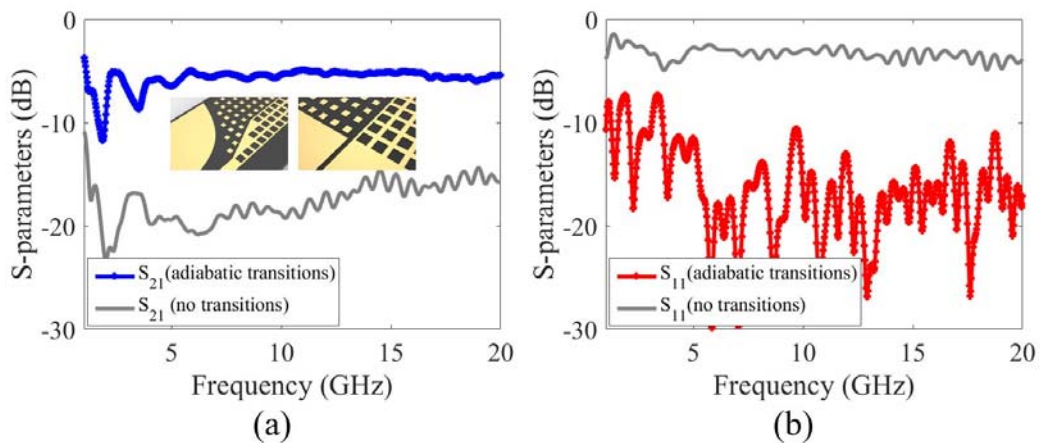 0
-10
-20
-30
S-parameters (dB)
S21 (adiabatic transitions)
S21 (no transitions)
5
10
15
20
Frequency (GHz)
(a)
0
-10
-20
-30
S-parameters (dB)
S11 (adiabatic transitions)
S11 (no transitions)
5
10
15
20
Frequency (GHz)
(b)